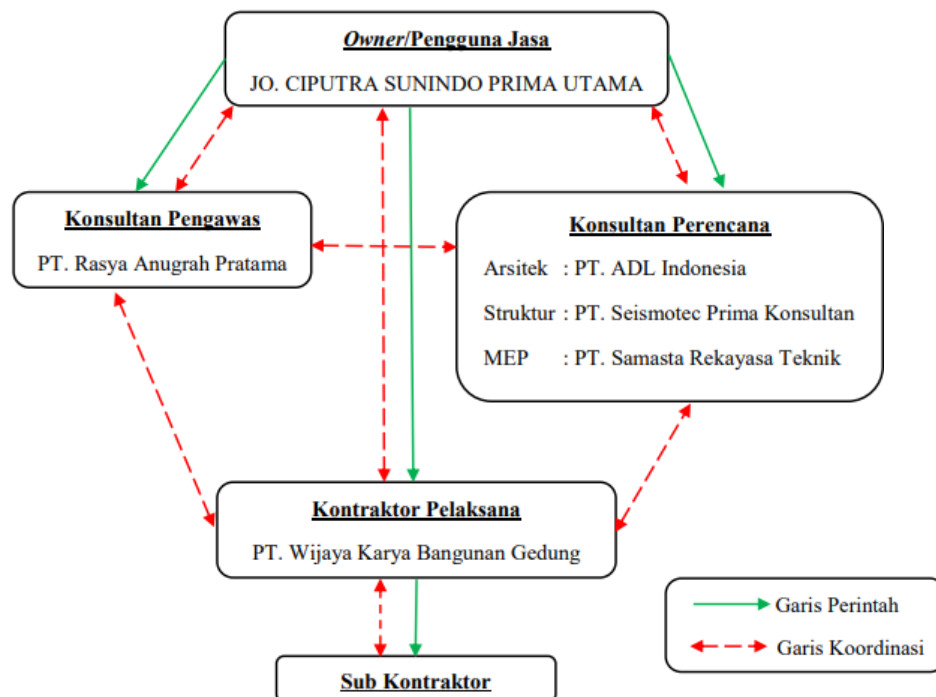 Owner/Pengguna Jasa
JO. CIPUTRA SUNINDO PRIMA UTAMA
Konsultan Pengawas
PT. Rasya Anugrah Pratama
Konsultan Perencana
Arsitek : PT. ADL Indonesia
Struktur : PT. Seismotec Prima Konsultan
MEP : PT. Samasta Rekayasa Teknik
Kontraktor Pelaksana
PT. Wijaya Karya Bangunan Gedung
Garis Perintah
Garis Koordinasi
Sub Kontraktor